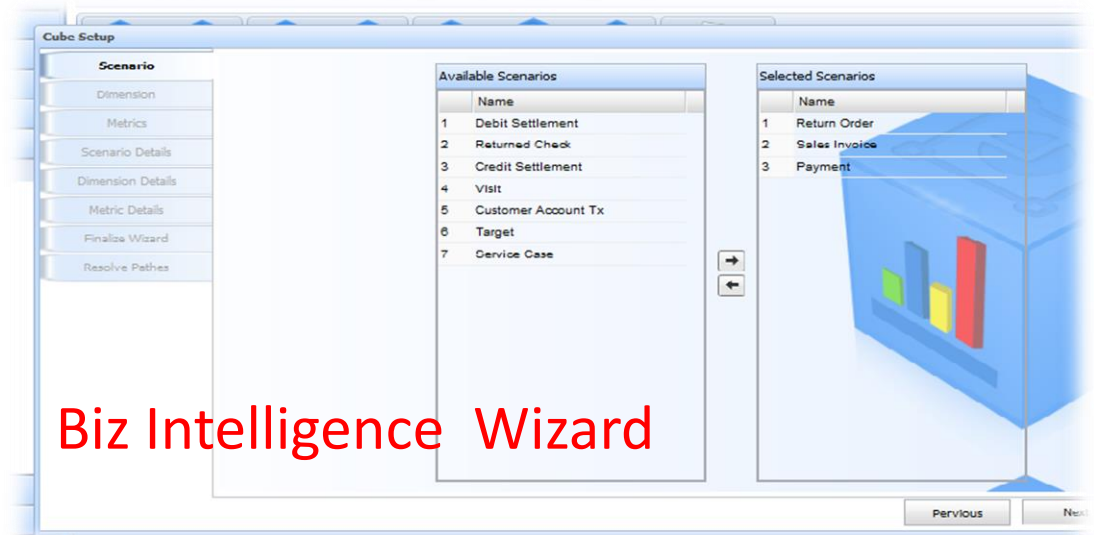 Cube Setup
Scenario
Dimension
Metrics
Scenario Details
Dimension Details
Metric Details
Finalize Wizard
Resolve Pathes
Available Scenarios
Name
1 Debit Settlement
2 Returned Check
3 Credit Settlement
4 Visit
5 Customer Account Tx
6 Target
7 Service Case
Selected Scenarios
Name
1 Return Order
2 Sales Invoice
3 Payment
Biz Intelligence Wizard
Pervious
Next